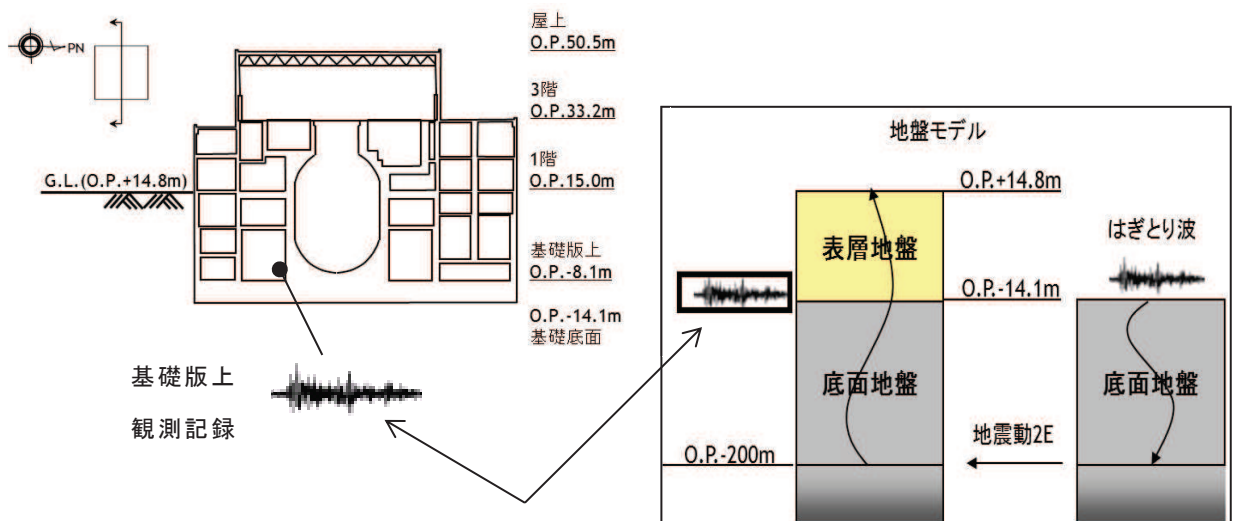 PN
屋上
O.P.50.5m
3階
O.P.33.2m
1階
O.P.15.0m
G.L.(O.P.+14.8m)
基礎版上
O.P.-8.1m
O.P.-14.1m
基礎底面
基礎版上
観測記録
地盤モデル
O.P.+14.8m
表層地盤
はぎとり波
O.P.-14.1m
底面地盤
底面地盤
地震動2E
O.P.-200m